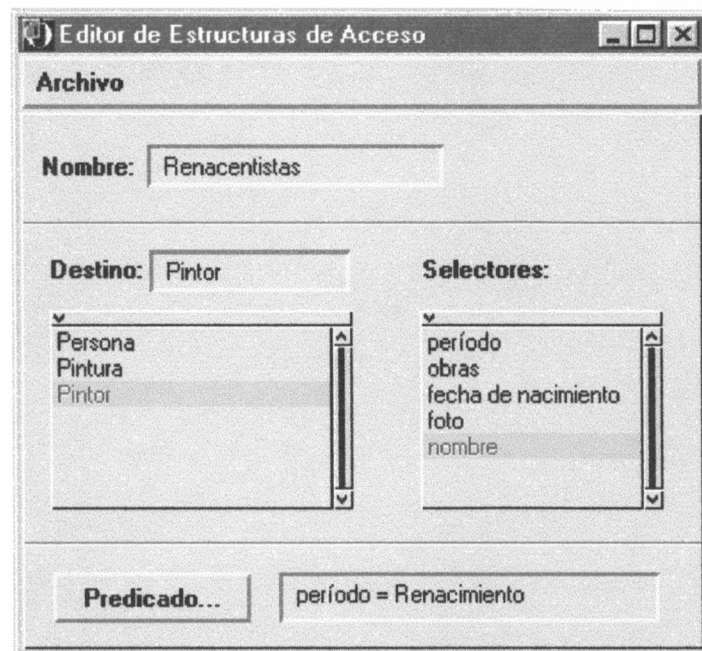 Editor de Estructuras de Acceso
Archivo
Nombre: Renacentistas
Destino: Pintor
Selectores:
Persona
Pintura
Pintor
período
obras
fecha de nacimiento
foto
nombre
Predicado...
período = Renacimiento